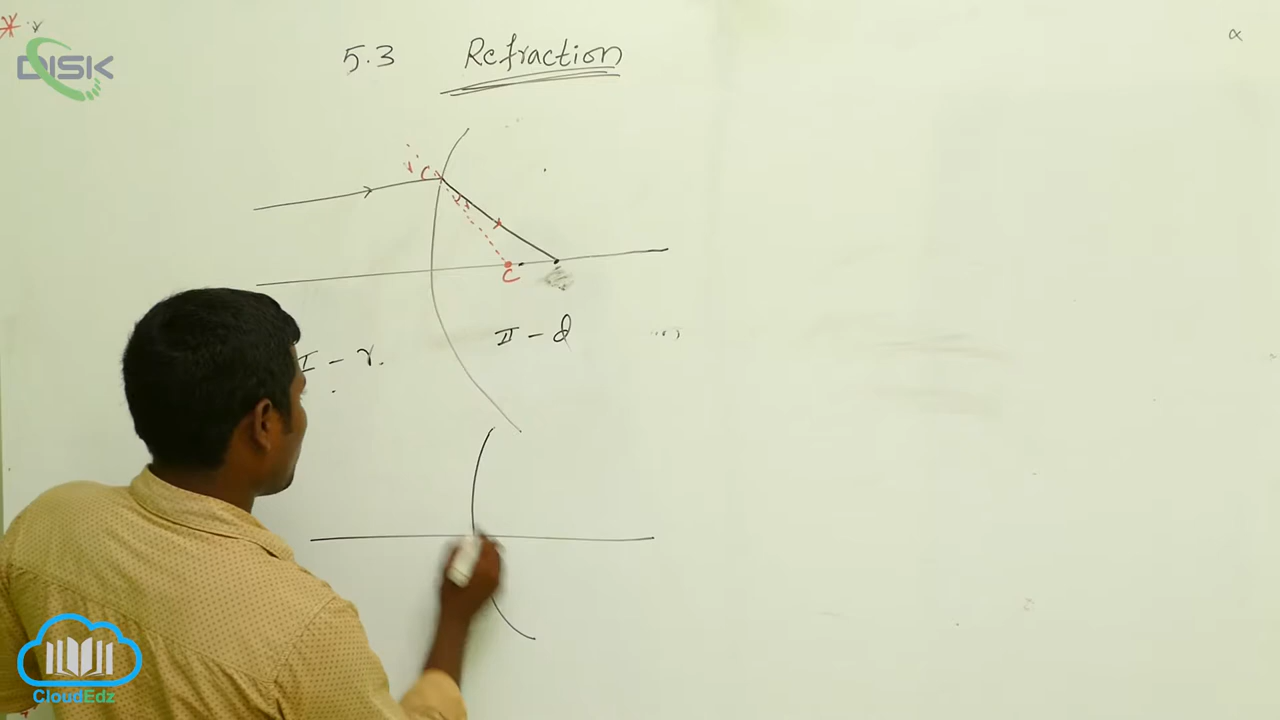 DISK
5.3 Refraction
α
C
I - r.
II - d
CloudEdz